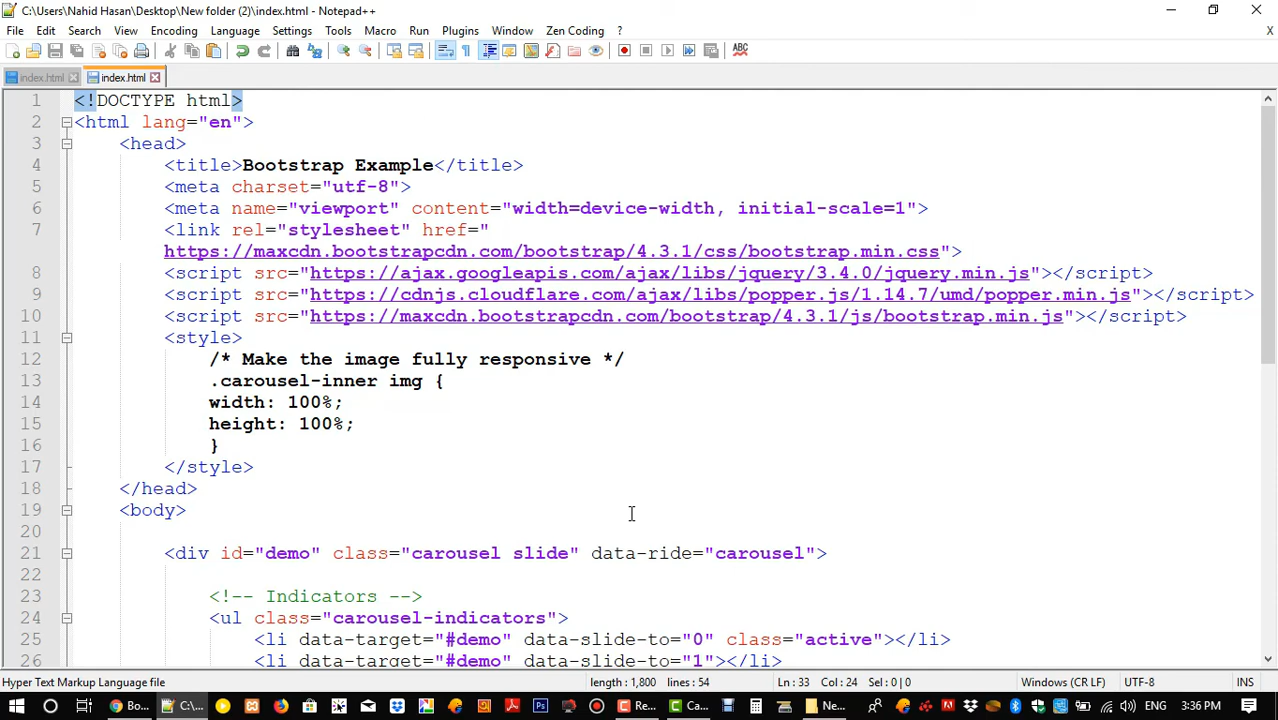 C:\Users\Nahid Hasan\Desktop\New folder (2)\index.html - Notepad++
File Edit Search View Encoding Language Settings Tools Macro Run Plugins Window Zen Coding ? X
ABC
index.html index.html
1 <!DOCTYPE html>
2 <html lang="en">
3 <head>
4 <title>Bootstrap Example</title>
5 <meta charset="utf-8">
6 <meta name="viewport" content="width=device-width, initial-scale=1">
7 <link rel="stylesheet" href="
https://maxcdn.bootstrapcdn.com/bootstrap/4.3.1/css/bootstrap.min.css">
8 <script src="https://ajax.googleapis.com/ajax/libs/jquery/3.4.0/jquery.min.js"></script>
9 <script src="https://cdnjs.cloudflare.com/ajax/libs/popper.js/1.14.7/umd/popper.min.js"></script>
10 <script src="https://maxcdn.bootstrapcdn.com/bootstrap/4.3.1/js/bootstrap.min.js"></script>
11 <style>
12 /* Make the image fully responsive */
13 .carousel-inner img {
14 width: 100%;
15 height: 100%;
16 }
17 </style>
18 </head>
19 <body>
20
21 <div id="demo" class="carousel slide" data-ride="carousel">
22
23 <!-- Indicators -->
24 <ul class="carousel-indicators">
25 <li data-target="#demo" data-slide-to="0" class="active"></li>
26 <li data-target="#demo" data-slide-to="1"></li>
Hyper Text Markup Language file length : 1,800 lines : 54 Ln : 33 Col : 24 Sel : 0 | 0 Windows (CR LF) UTF-8 INS
Bo... C:\... Re... Ca... Ne... ENG 3:36 PM